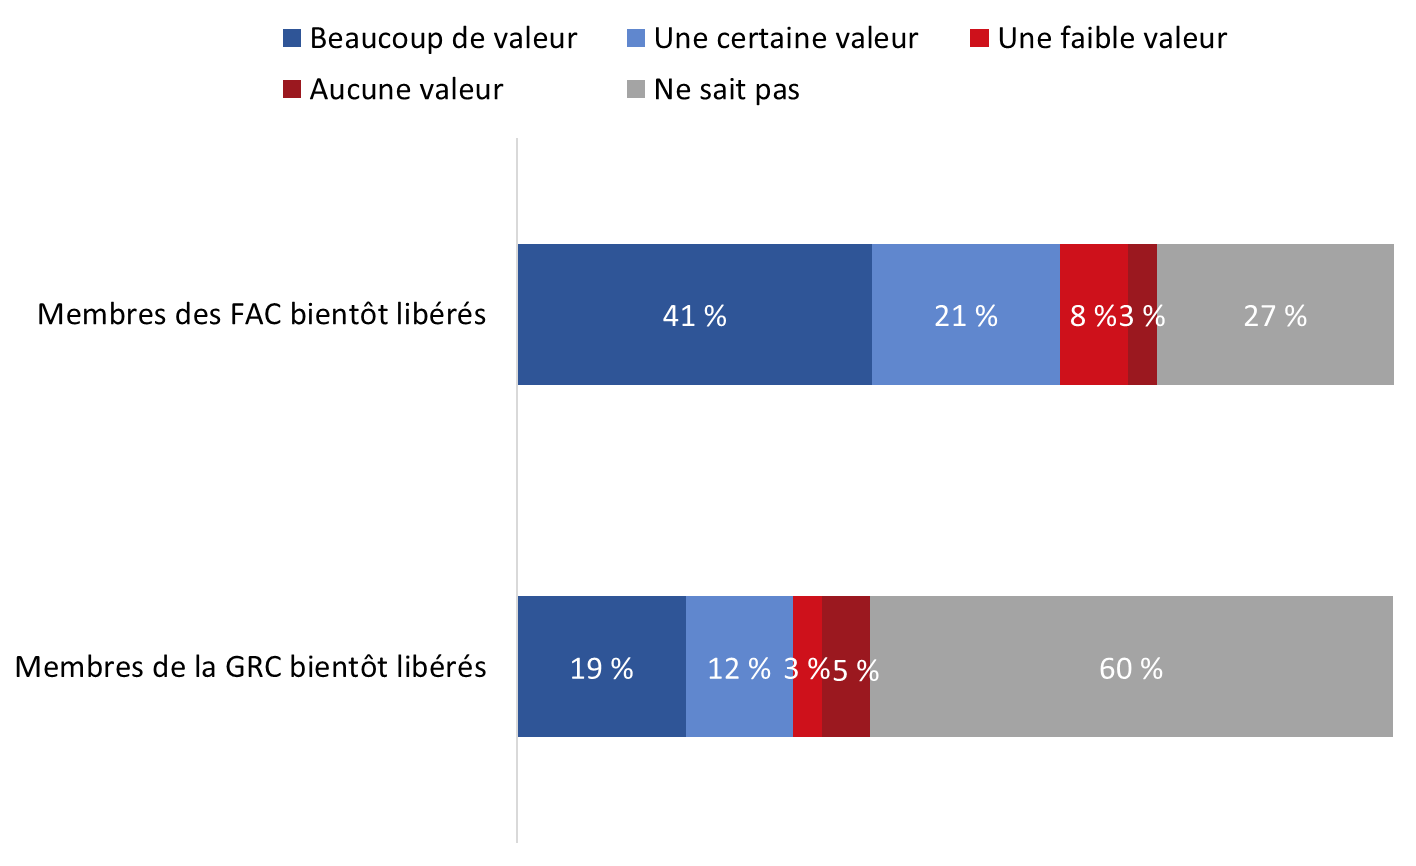 Beaucoup de valeur Une certaine valeur Une faible valeur
Aucune valeur Ne sait pas
Membres des FAC bientôt libérés 41 % 21 % 8 % 3 % 27 %
Membres de la GRC bientôt libérés 19 % 12 % 3 % 5 % 60 %